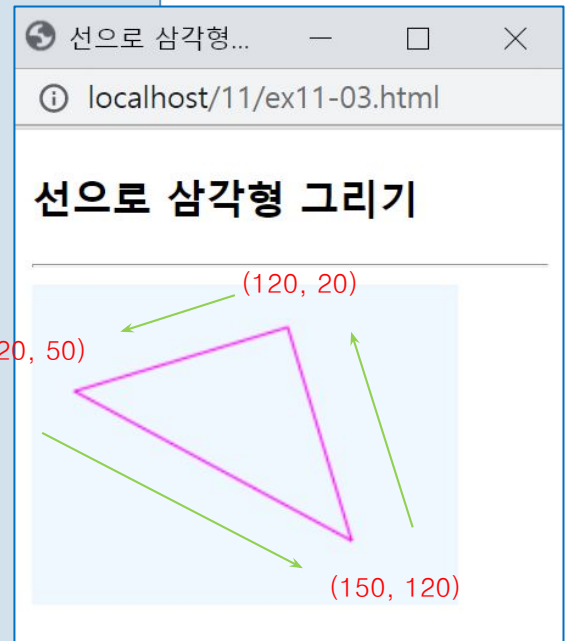 선으로 삼각형...
localhost/11/ex11-03.html
선으로 삼각형 그리기
(120, 20)
20, 50)
(150, 120)